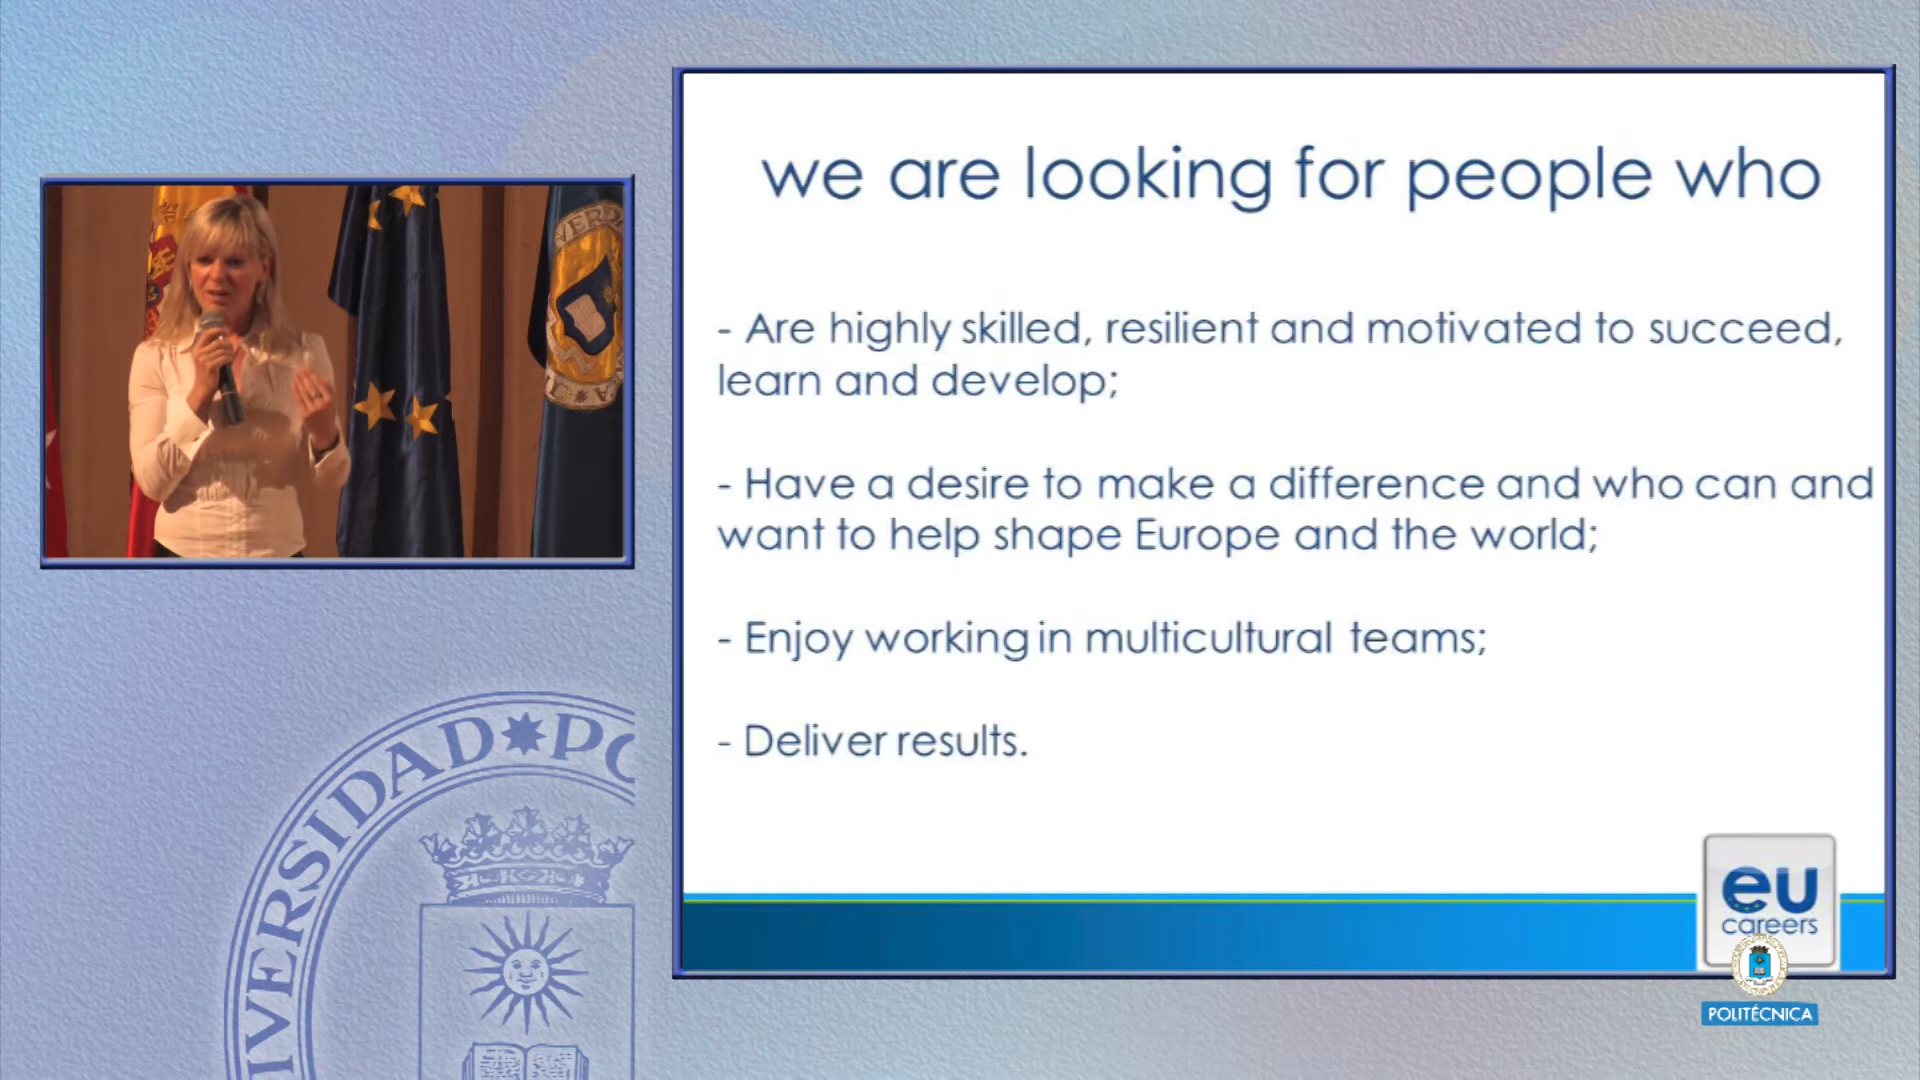 we are looking for people who
- Are highly skilled, resilient and motivated to succeed,
learn and develop;
- Have a desire to make a difference and who can and
want to help shape Europe and the world;
- Enjoy working in multicultural teams;
- Deliver results.
eu
careers
POLITÉCNICA
IVERSIDAD PO